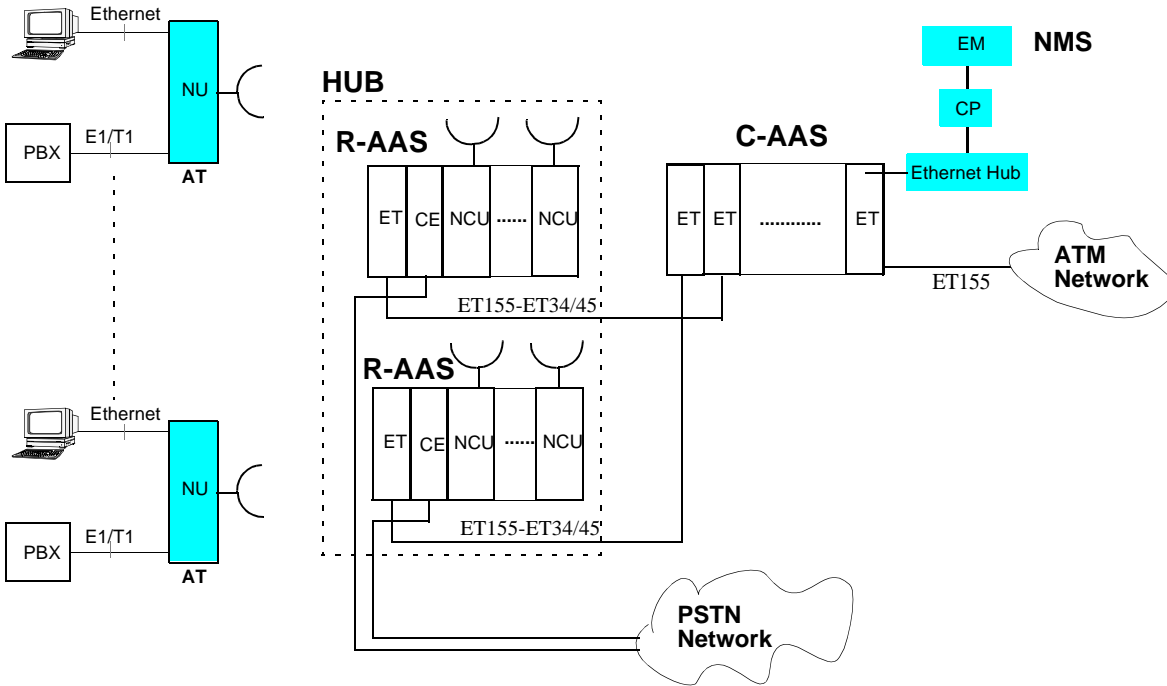 Ethernet
NU
PBX
E1/T1
AT
Ethernet
NU
PBX
E1/T1
AT
HUB
R-AAS
ET
CE
NCU
......
NCU
ET155-ET34/45
R-AAS
ET
CE
NCU
......
NCU
ET155-ET34/45
C-AAS
ET
ET
............
ET
EM
NMS
CP
Ethernet Hub
ET155
ATM
Network
PSTN
Network